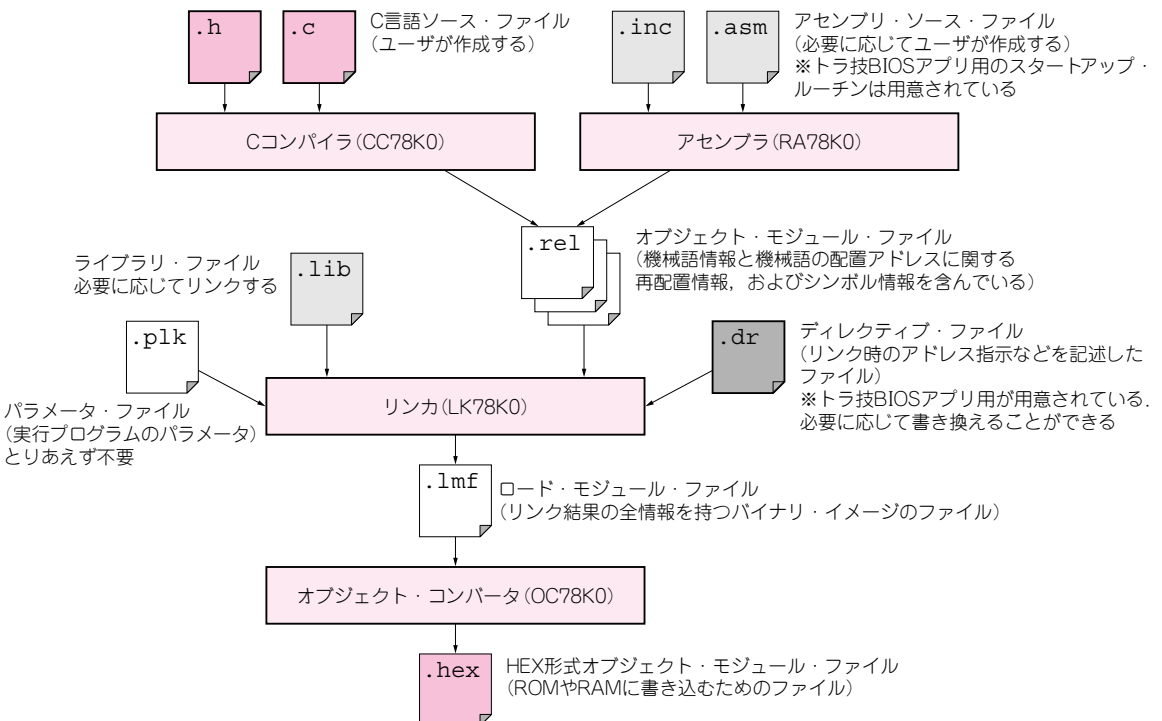 .h
.c
C言語ソース・ファイル
(ユーザが作成する)
.inc
.asm
アセンブリ・ソース・ファイル
(必要に応じてユーザが作成する)
※トラ技BIOSアプリ用のスタートアップ・
ルーチンは用意されている
Cコンパイラ(CC78K0)
アセンブラ(RA78K0)
.rel
オブジェクト・モジュール・ファイル
(機械語情報と機械語の配置アドレスに関する
再配置情報，およびシンボル情報を含んでいる)
ライブラリ・ファイル
必要に応じてリンクする
.lib
.plk
パラメータ・ファイル
(実行プログラムのパラメータ)
とりあえず不要
.dr
ディレクティブ・ファイル
(リンク時のアドレス指示などを記述した
ファイル)
※トラ技BIOSアプリ用が用意されている．
必要に応じて書き換えることができる
リンカ(LK78K0)
.lmf
ロード・モジュール・ファイル
(リンク結果の全情報を持つバイナリ・イメージのファイル)
オブジェクト・コンバータ(OC78K0)
.hex
HEX形式オブジェクト・モジュール・ファイル
(ROMやRAMに書き込むためのファイル)